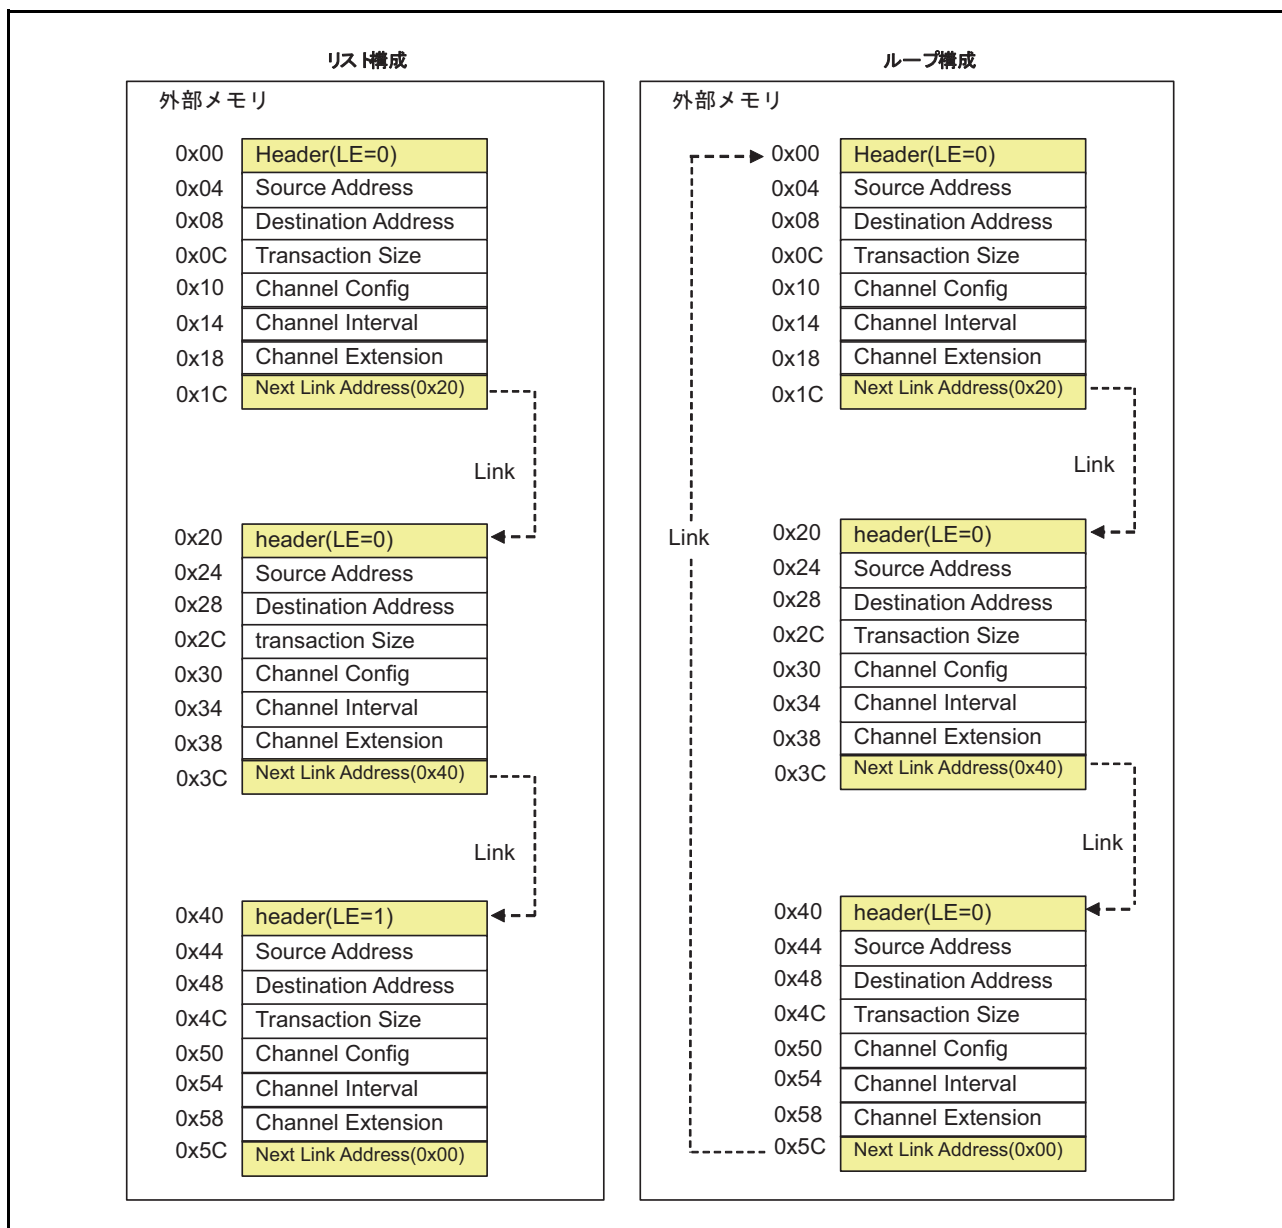 リスト構成
外部メモリ
0x00 Header(LE=0)
0x04 Source Address
0x08 Destination Address
0x0C Transaction Size
0x10 Channel Config
0x14 Channel Interval
0x18 Channel Extension
0x1C Next Link Address(0x20)
Link
0x20 header(LE=0)
0x24 Source Address
0x28 Destination Address
0x2C transaction Size
0x30 Channel Config
0x34 Channel Interval
0x38 Channel Extension
0x3C Next Link Address(0x40)
Link
0x40 header(LE=1)
0x44 Source Address
0x48 Destination Address
0x4C Transaction Size
0x50 Channel Config
0x54 Channel Interval
0x58 Channel Extension
0x5C Next Link Address(0x00)
ループ構成
外部メモリ
0x00 Header(LE=0)
0x04 Source Address
0x08 Destination Address
0x0C Transaction Size
0x10 Channel Config
0x14 Channel Interval
0x18 Channel Extension
0x1C Next Link Address(0x20)
Link
Link
0x20 header(LE=0)
0x24 Source Address
0x28 Destination Address
0x2C Transaction Size
0x30 Channel Config
0x34 Channel Interval
0x38 Channel Extension
0x3C Next Link Address(0x40)
Link
0x40 header(LE=0)
0x44 Source Address
0x48 Destination Address
0x4C Transaction Size
0x50 Channel Config
0x54 Channel Interval
0x58 Channel Extension
0x5C Next Link Address(0x00)